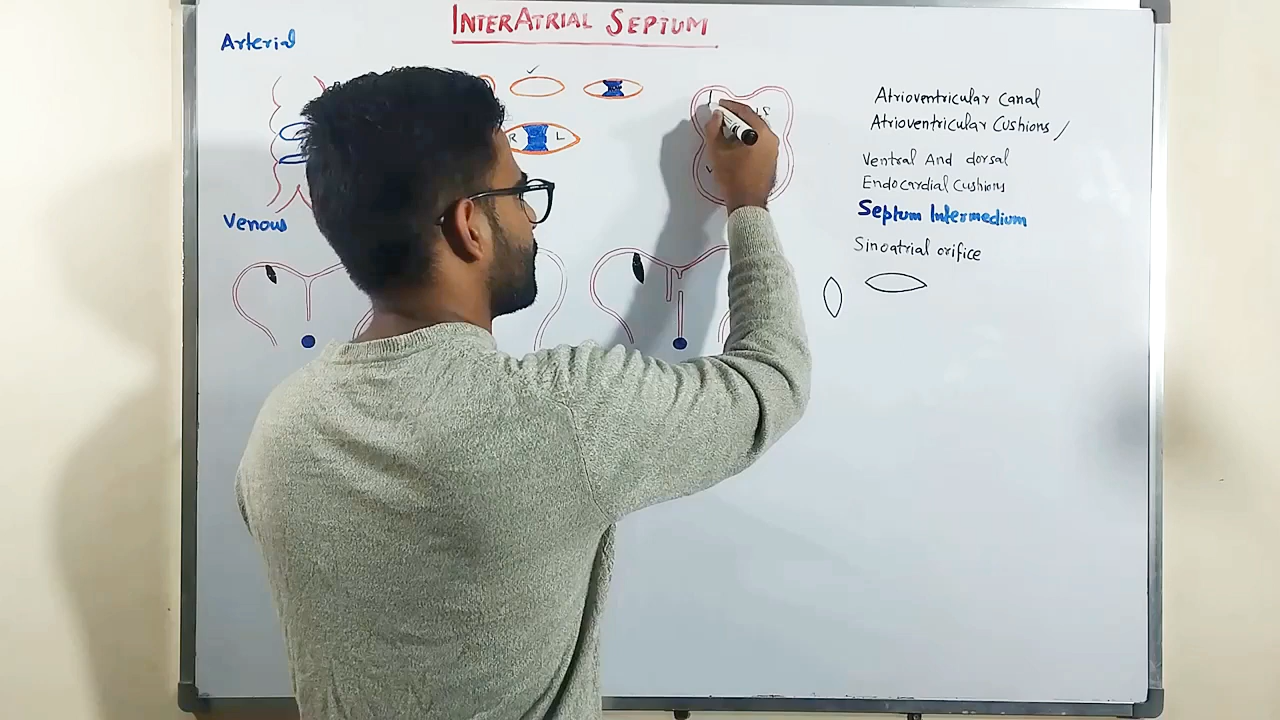 INTERATRIAL SEPTUM
Arterial
R L
Venous
Atrioventricular Canal
Atrioventricular Cushions /
Ventral And dorsal
Endocardial Cushions
Septum Intermedium
Sinoatrial orifice